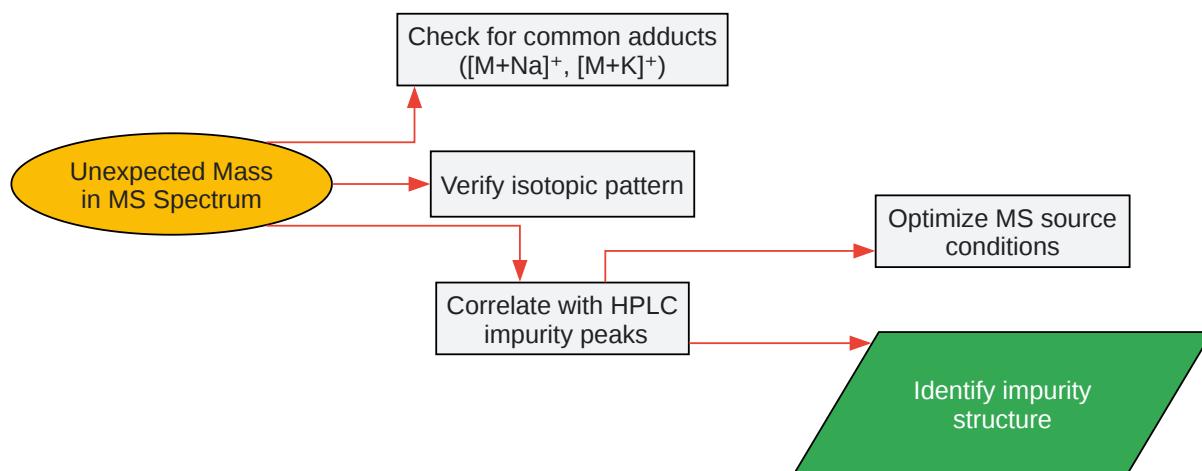 Check for common adducts
([M+Na]⁺, [M+K]⁺)
Unexpected Mass
in MS Spectrum
Verify isotopic pattern
Optimize MS source
conditions
Correlate with HPLC
impurity peaks
Identify impurity
structure